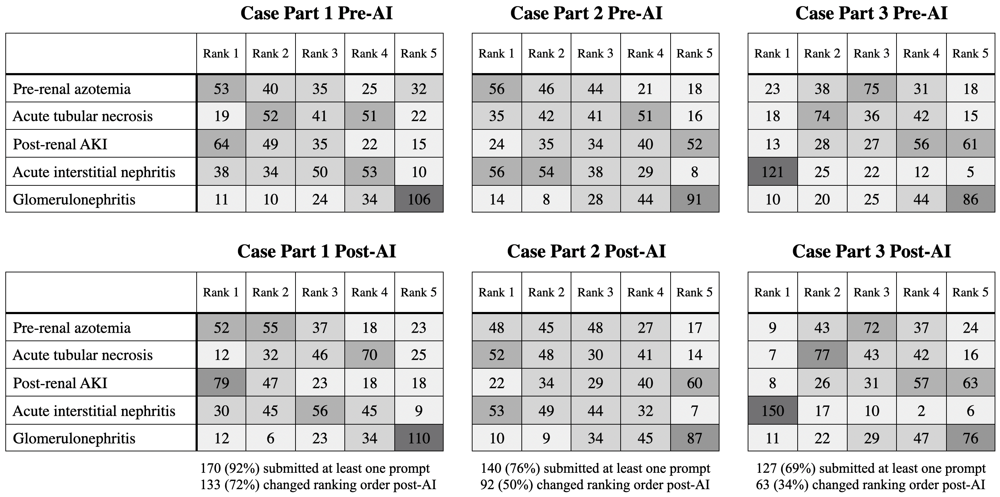 Case Part 1 Pre-AI Case Part 2 Pre-AI Case Part 3 Pre-AI
Rank 1 Rank 2 Rank 3 Rank 4 Rank 5 Rank 1 Rank 2 Rank 3 Rank 4 Rank 5 Rank 1 Rank 2 Rank 3 Rank 4 Rank 5
Pre-renal azotemia 53 40 35 25 32 56 46 44 21 18 23 38 75 31 18
Acute tubular necrosis 19 52 41 51 22 35 42 41 51 16 18 74 36 42 15
Post-renal AKI 64 49 35 22 15 24 35 34 40 52 13 28 27 56 61
Acute interstitial nephritis 38 34 50 53 10 56 54 38 29 8 121 25 22 12 5
Glomerulonephritis 11 10 24 34 106 14 8 28 44 91 10 20 25 44 86
Case Part 1 Post-AI Case Part 2 Post-AI Case Part 3 Post-AI
Rank 1 Rank 2 Rank 3 Rank 4 Rank 5 Rank 1 Rank 2 Rank 3 Rank 4 Rank 5 Rank 1 Rank 2 Rank 3 Rank 4 Rank 5
Pre-renal azotemia 52 55 37 18 23 48 45 48 27 17 9 43 72 37 24
Acute tubular necrosis 12 32 46 70 25 52 48 30 41 14 7 77 43 42 16
Post-renal AKI 79 47 23 18 18 22 34 29 40 60 8 26 31 57 63
Acute interstitial nephritis 30 45 56 45 9 53 49 44 32 7 150 17 10 2 6
Glomerulonephritis 12 6 23 34 110 10 9 34 45 87 11 22 29 47 76
170 (92%) submitted at least one prompt 140 (76%) submitted at least one prompt 127 (69%) submitted at least one prompt
133 (72%) changed ranking order post-AI 92 (50%) changed ranking order post-AI 63 (34%) changed ranking order post-AI